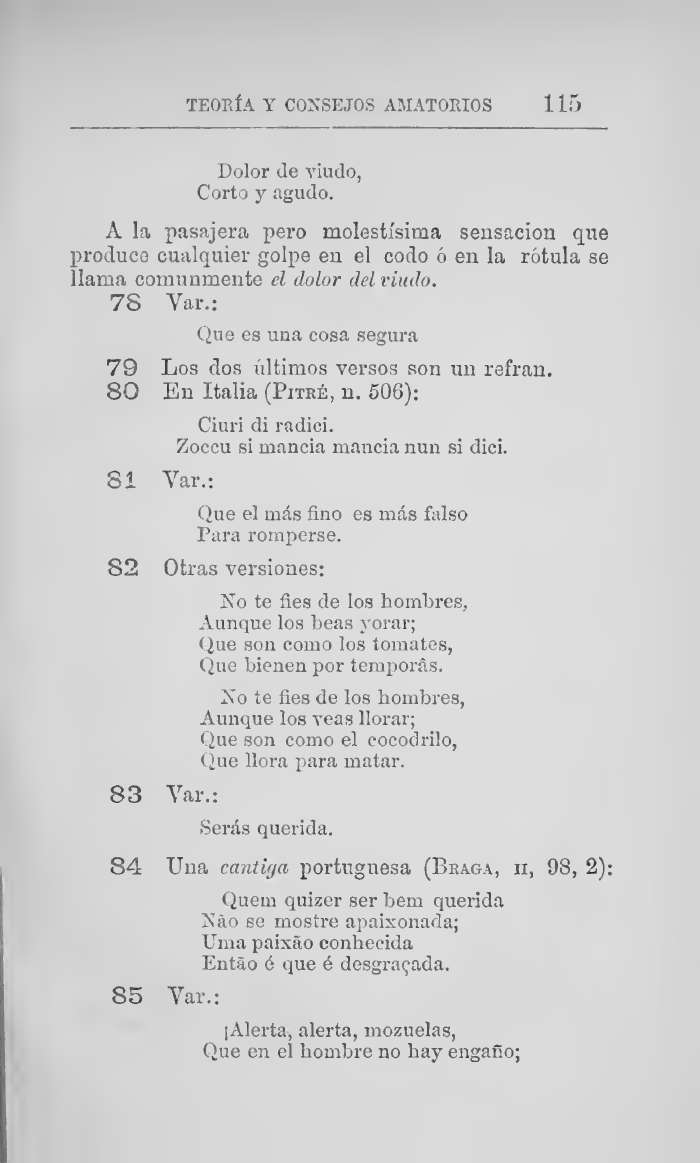 TEORÍA Y CONSEJOS AMATORIOS 115
Dolor de viudo,
Corto y agudo.
A la pasajera pero molestísima sensacion que
produce cualquier golpe en el codo ó en la rótula se
llama comunmente el dolor del viudo.
78 Var.:
Que es una cosa segura
79 Los dos últimos versos son un refran.
80 En Italia (PITRÉ, n. 506):
Ciuri di radici.
Zoccu si mancia mancia nun si dici.
81 Var.:
Que el más fino es más falso
Para romperse.
82 Otras versiones:
No te fies de los hombres,
Aunque los beas yorar;
Que son como los tomates,
Que bienen por temporâs.
No te fies de los hombres,
Aunque los veas llorar;
Que son como el cocodrilo,
Que llora para matar.
83 Var.:
Serás querida.
84 Una cantiga portuguesa (BRAGA, II, 98, 2):
Quem quizer ser bem querida
Não se mostre apaixonada;
Uma paixão conhecida
Então é que é desgraçada.
85 Var.:
¡Alerta, alerta, mozuelas,
Que en el hombre no hay engaño;